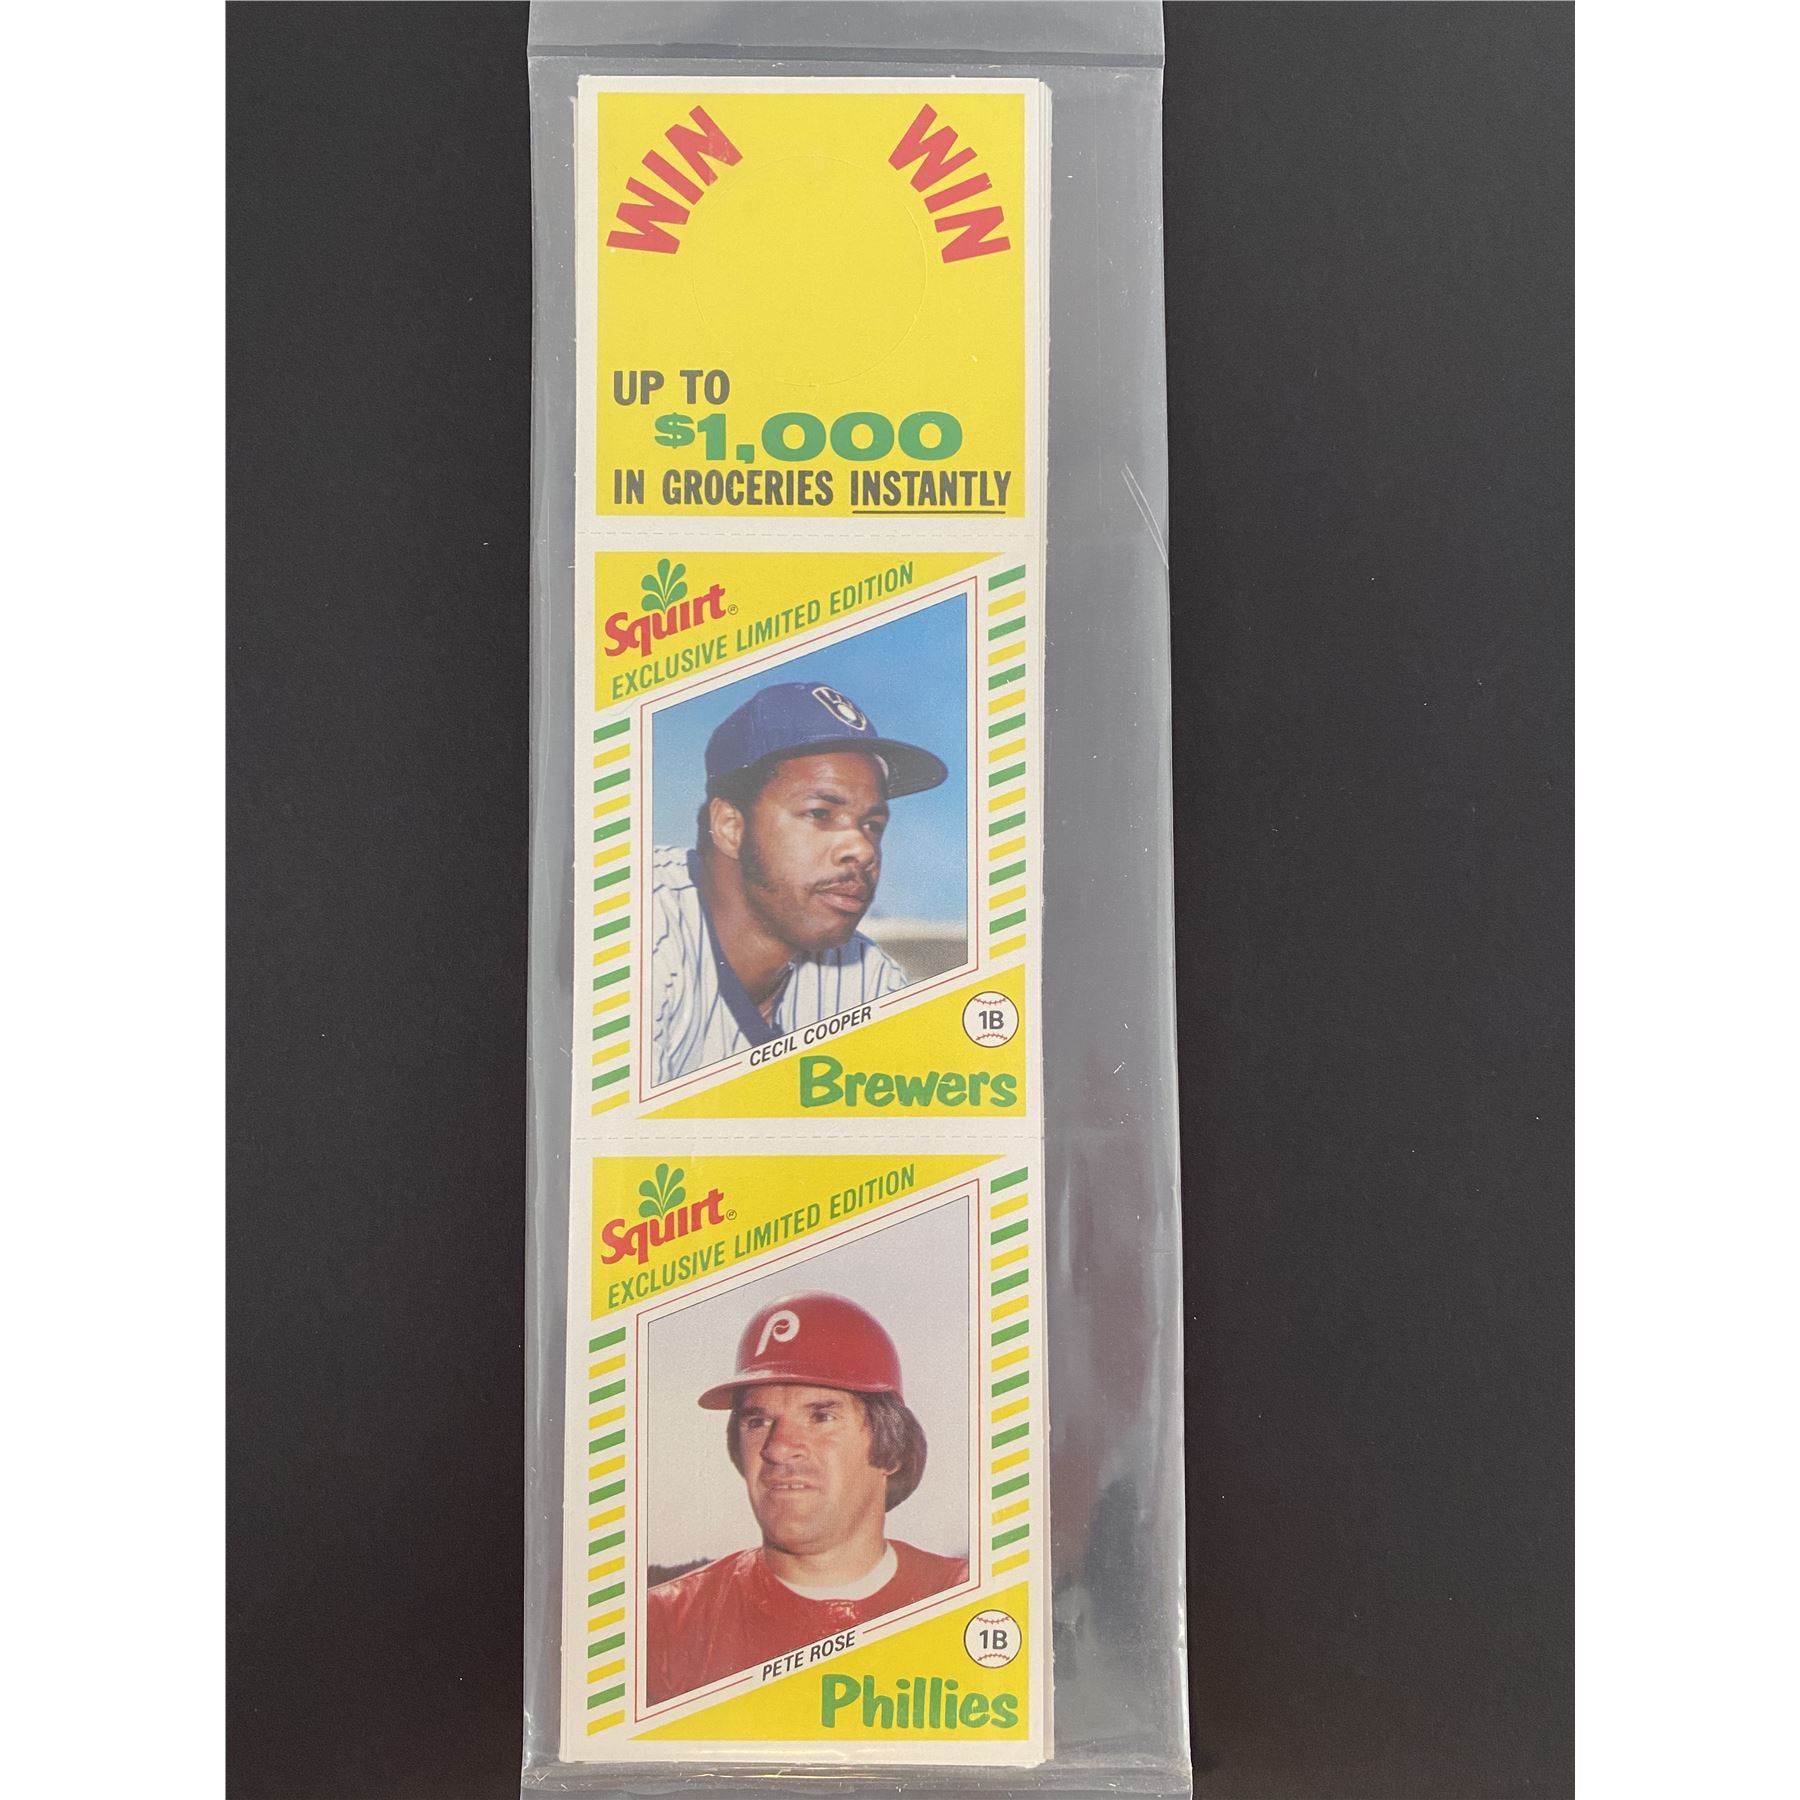 WIN WIN
UP TO
$1,000
IN GROCERIES INSTANTLY
Squirt®
EXCLUSIVE LIMITED EDITION
CECIL COOPER
1B
Brewers
Squirt®
EXCLUSIVE LIMITED EDITION
P
PETE ROSE
1B
Phillies